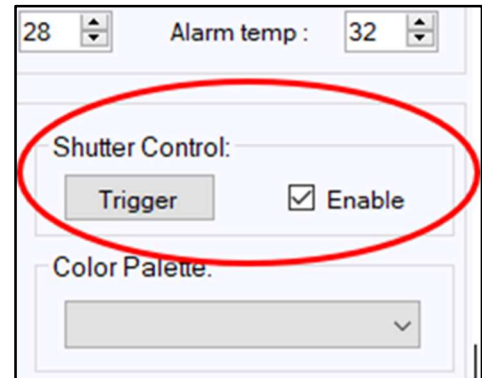 28 Alarm temp : 32
Shutter Control:
Trigger Enable
Color Palette: